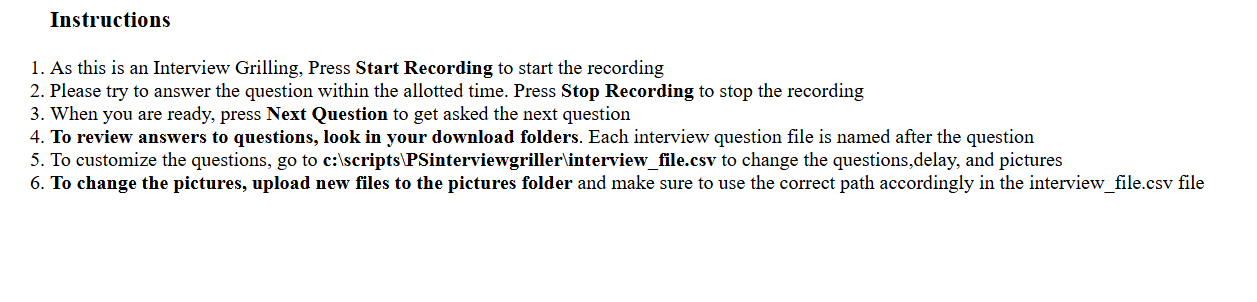 Instructions
1. As this is an Interview Grilling, Press Start Recording to start the recording
2. Please try to answer the question within the allotted time. Press Stop Recording to stop the recording
3. When you are ready, press Next Question to get asked the next question
4. To review answers to questions, look in your download folders. Each interview question file is named after the question
5. To customize the questions, go to c:\scripts\PSinterviewgriller\interview_file.csv to change the questions,delay, and pictures
6. To change the pictures, upload new files to the pictures folder and make sure to use the correct path accordingly in the interview_file.csv file